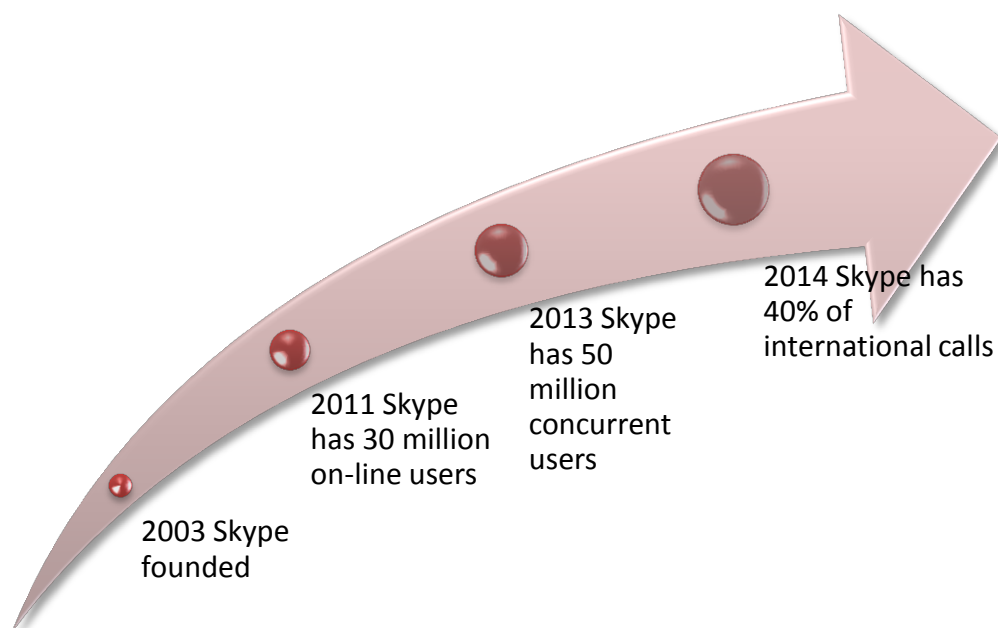 2003 Skype
founded
2011 Skype
has 30 million
on-line users
2013 Skype
has 50
million
concurrent
users
2014 Skype has
40% of
international calls